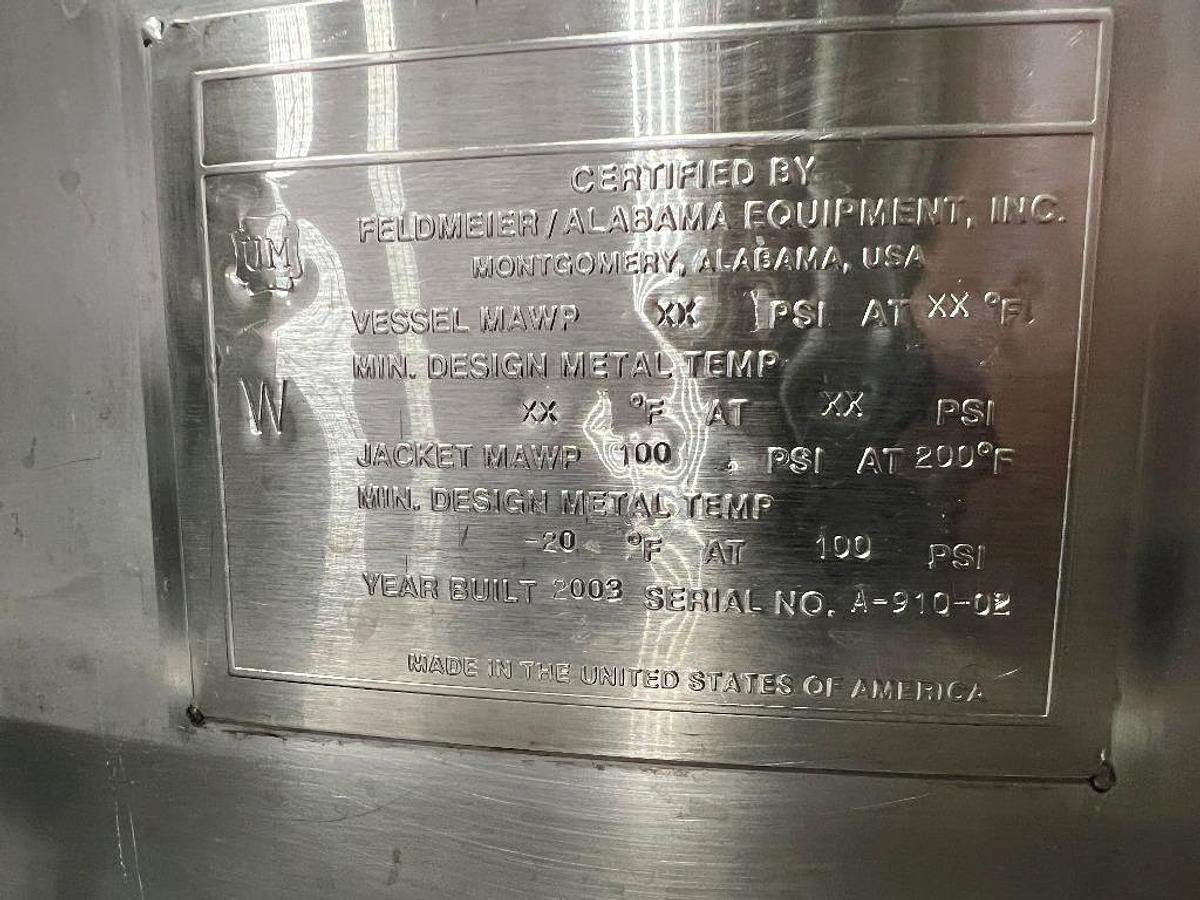 CERTIFIED BY
FELDMEIER/ALABAMA EQUIPMENT, INC.
MONTGOMERY, ALABAMA, USA
UM
VESSEL MAWP XX PSI AT XX °F
MIN. DESIGN METAL TEMP
W
XX °F AT XX PSI
JACKET MAWP 100 PSI AT 200°F
MIN. DESIGN METAL TEMP
-20 °F AT 100 PSI
YEAR BUILT 2003 SERIAL NO. A-910-02
MADE IN THE UNITED STATES OF AMERICA